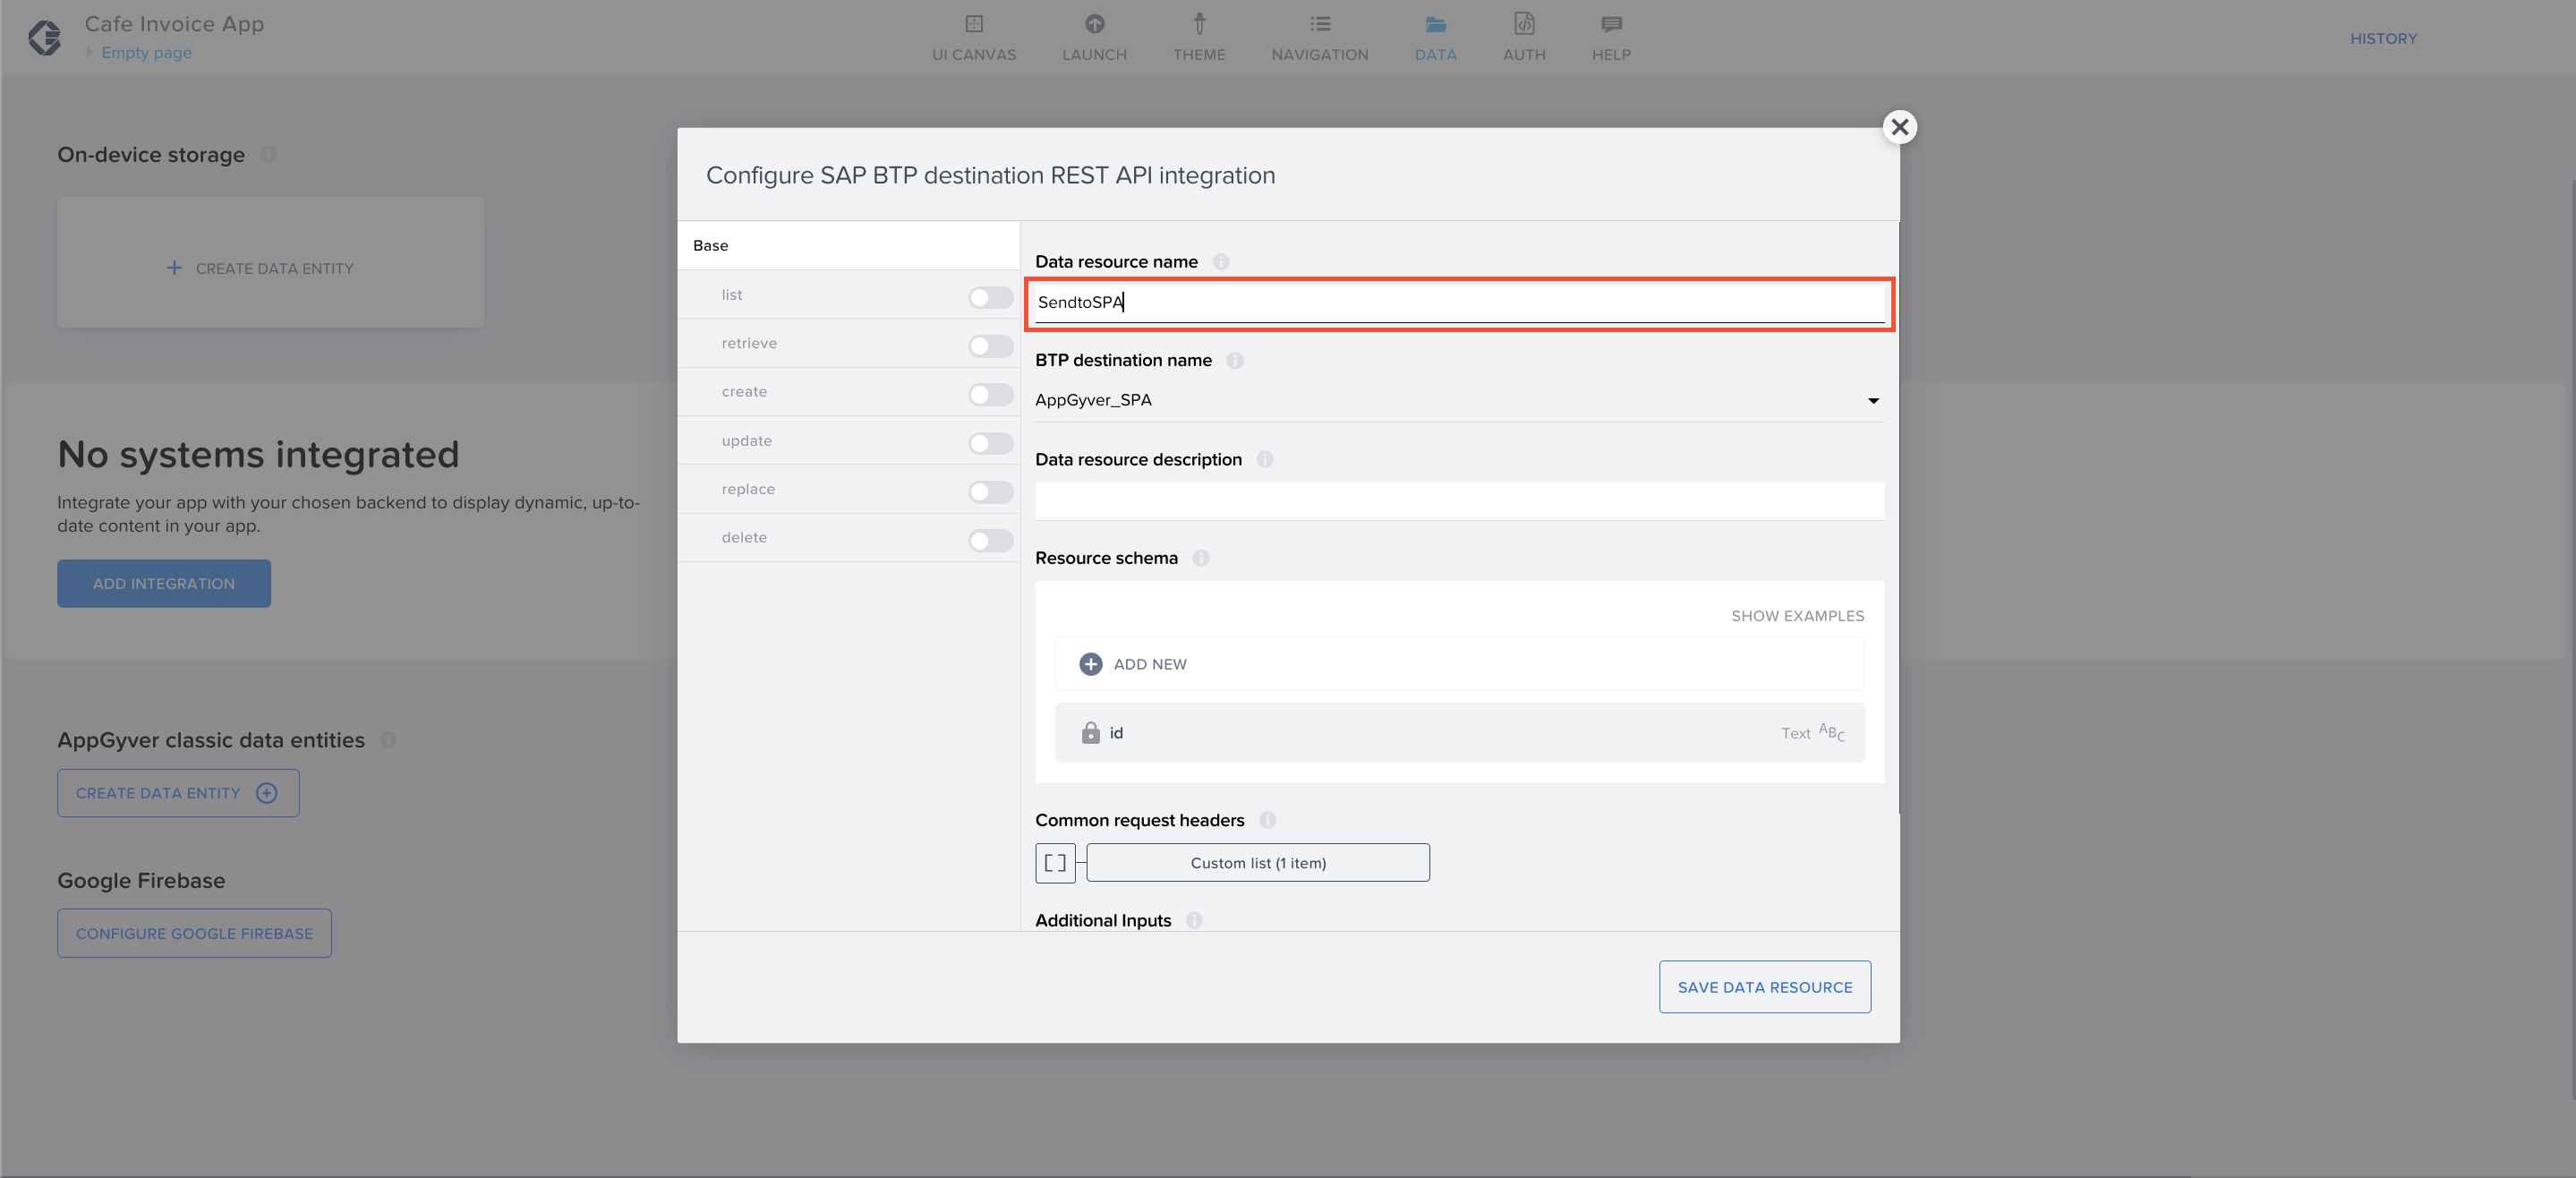 Cafe Invoice App
Empty page
UI CANVAS
LAUNCH
THEME
NAVIGATION
DATA
AUTH
HELP
HISTORY
On-device storage
CREATE DATA ENTITY
No systems integrated
Integrate your app with your chosen backend to display dynamic, up-to-
date content in your app.
ADD INTEGRATION
AppGyver classic data entities
CREATE DATA ENTITY
Google Firebase
CONFIGURE GOOGLE FIREBASE
Configure SAP BTP destination REST API integration
Base
list
retrieve
create
update
replace
delete
Data resource name
SendtoSPA
BTP destination name
AppGyver_SPA
Data resource description
Resource schema
SHOW EXAMPLES
ADD NEW
id
Text ABC
Common request headers
[ ] Custom list (1 item)
Additional Inputs
SAVE DATA RESOURCE